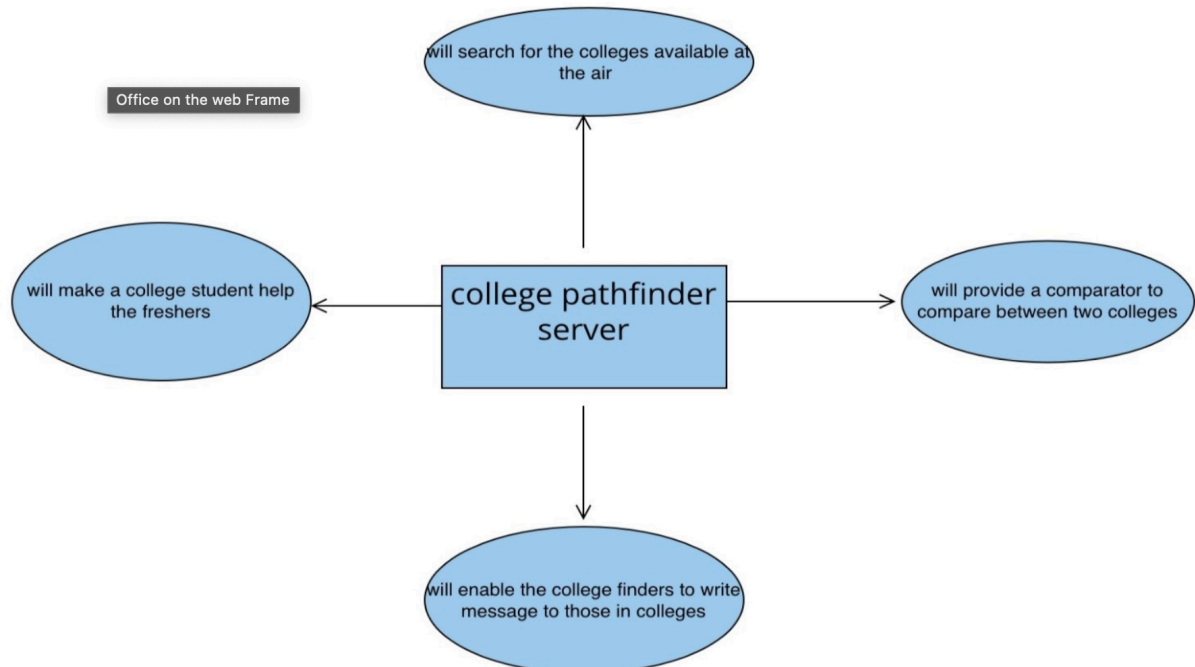 will search for the colleges available at
the air
Office on the web Frame
will make a college student help
the freshers
college pathfinder
server
will provide a comparator to
compare between two colleges
will enable the college finders to write
message to those in colleges